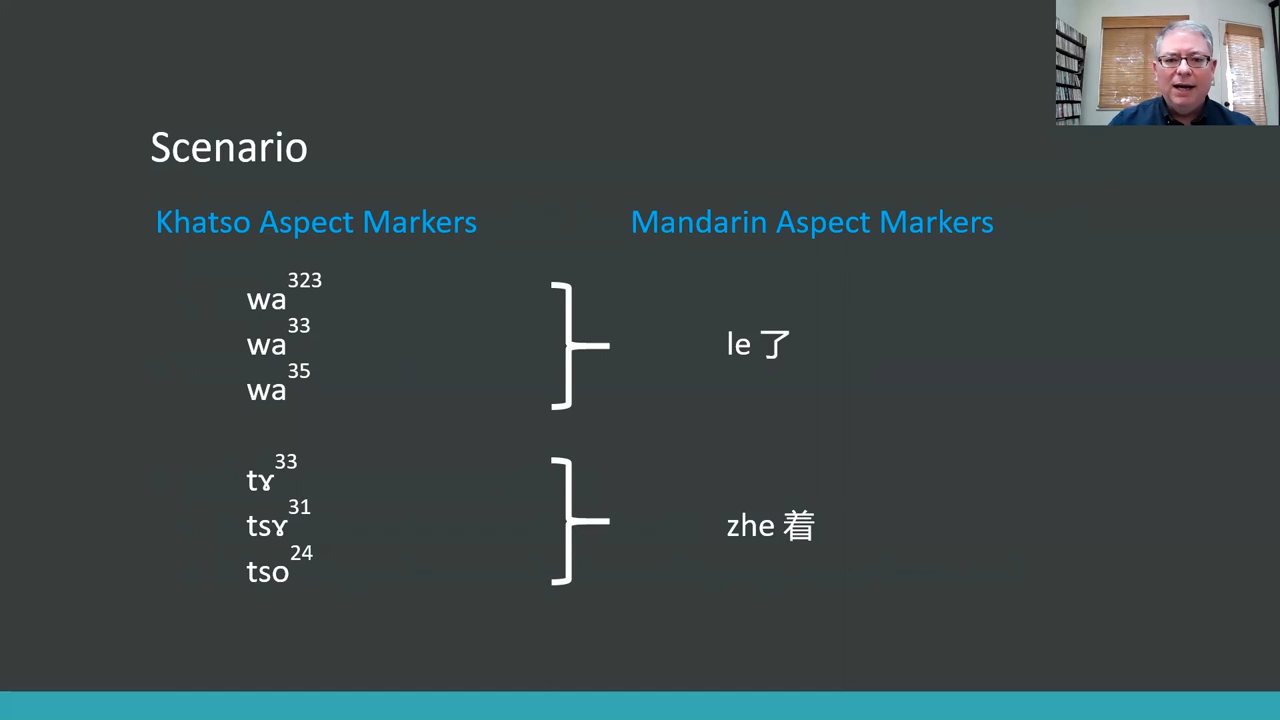 Scenario
Khatso Aspect Markers
Mandarin Aspect Markers
wa³²³
wa³³
wa³⁵
le 了
tɤ³³
tsɤ³¹
tso²⁴
zhe 着